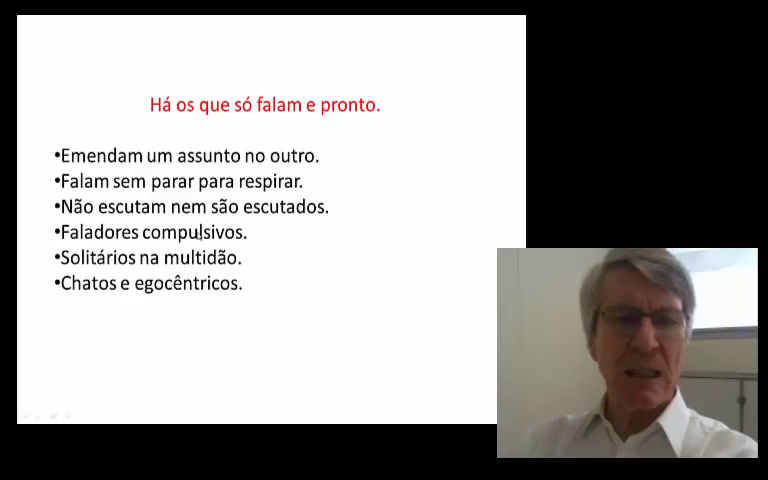 Há os que só falam e pronto.
•Emendam um assunto no outro.
•Falam sem parar para respirar.
•Não escutam nem são escutados.
•Faladores compulsivos.
•Solitários na multidão.
•Chatos e egocêntricos.